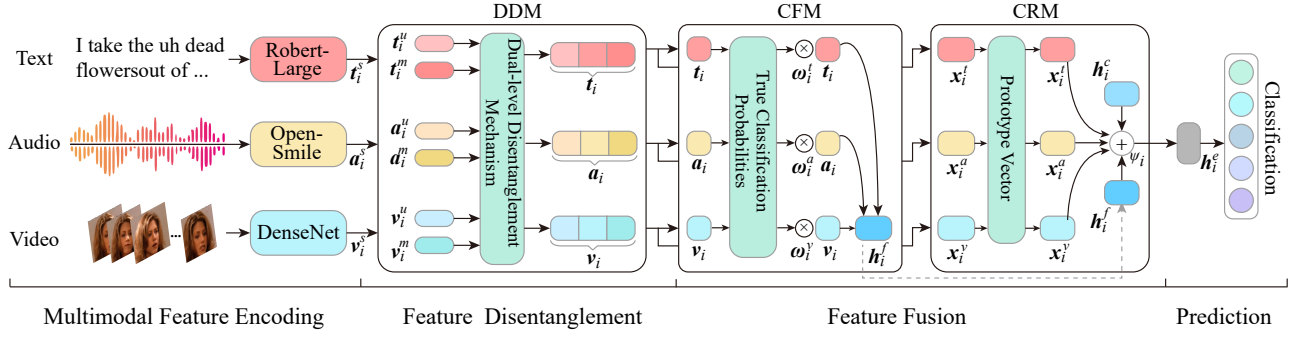 DDM
CFM
CRM
Text
I take the uh dead
flowersout of ...
Robert-
Large
t_i^s
t_i^u
t_i^m
Dual-level Disentanglement
Mechanism
t_i
t_i
True Classification
Probabilities
ω_i^t
t_i
x_i^t
Prototype Vector
x_i^t
h_i^c
Audio
Open-
Smile
a_i^s
a_i^u
d_i^m
a_i
a_i
ω_i^a
a_i
x_i^a
x_i^a
ψ_i
h_i^e
Classification
Video
...
DenseNet
v_i^s
v_i^u
v_i^m
v_i
v_i
ω_i^y
v_i
h_i^f
x_i^y
x_i^y
h_i^f
Multimodal Feature Encoding
Feature Disentanglement
Feature Fusion
Prediction